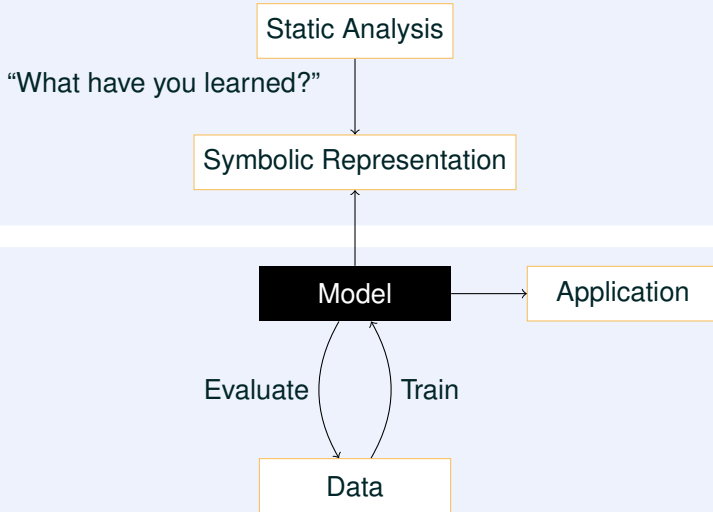 Static Analysis
“What have you learned?”
Symbolic Representation
Model
Application
Evaluate
Train
Data